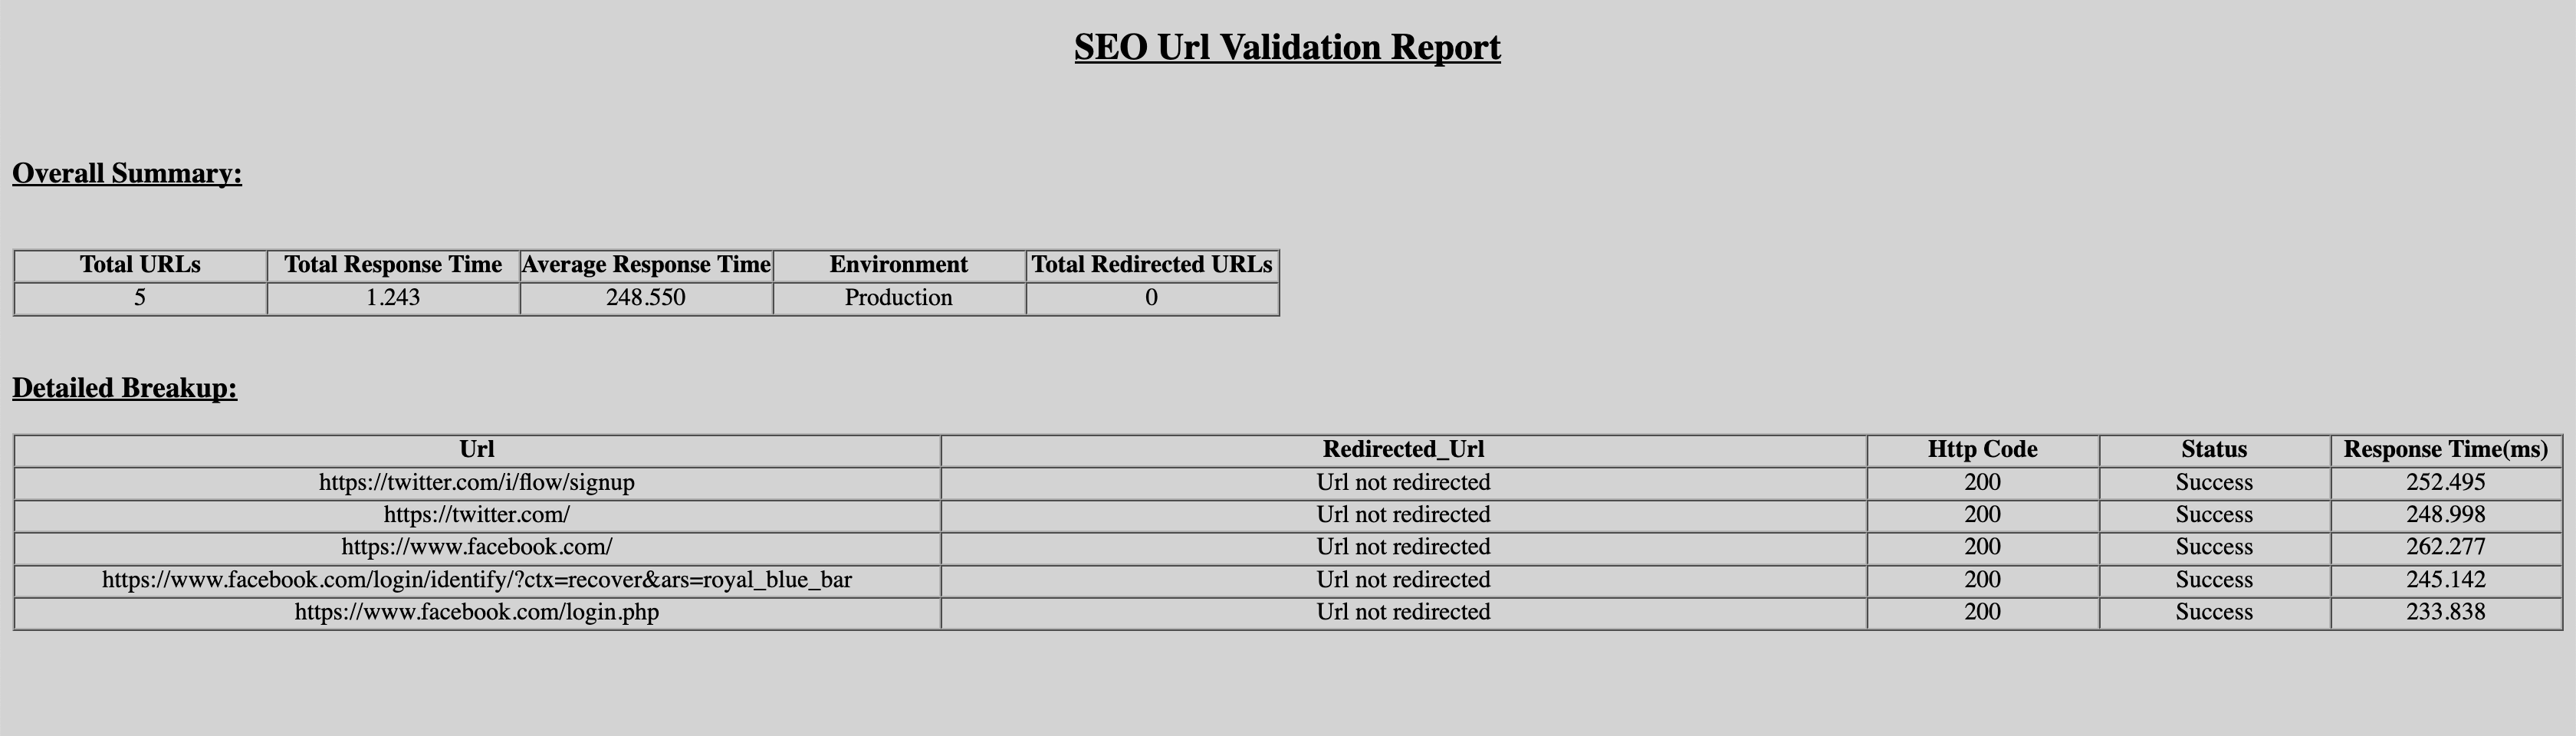 SEO Url Validation Report
Overall Summary:
Total URLs Total Response Time Average Response Time Environment Total Redirected URLs
5 1.243 248.550 Production 0
Detailed Breakup:
Url Redirected_Url Http Code Status Response Time(ms)
https://twitter.com/i/flow/signup Url not redirected 200 Success 252.495
https://twitter.com/ Url not redirected 200 Success 248.998
https://www.facebook.com/ Url not redirected 200 Success 262.277
https://www.facebook.com/login/identify/?ctx=recover&ars=royal_blue_bar Url not redirected 200 Success 245.142
https://www.facebook.com/login.php Url not redirected 200 Success 233.838